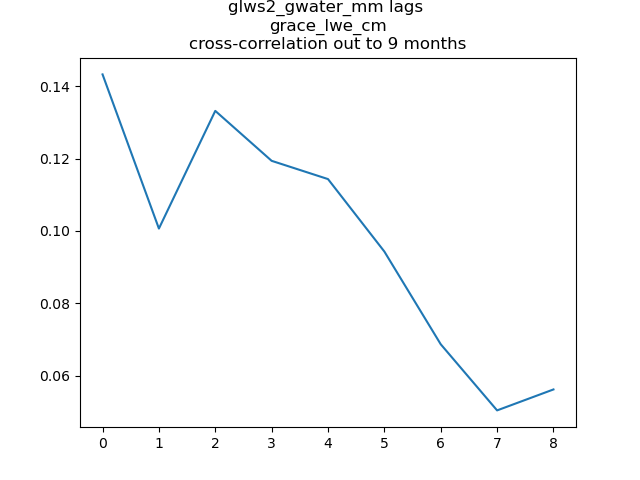 glws2_gwater_mm lags
grace_lwe_cm
cross-correlation out to 9 months
0.14
0.12
0.10
0.08
0.06
0 1 2 3 4 5 6 7 8